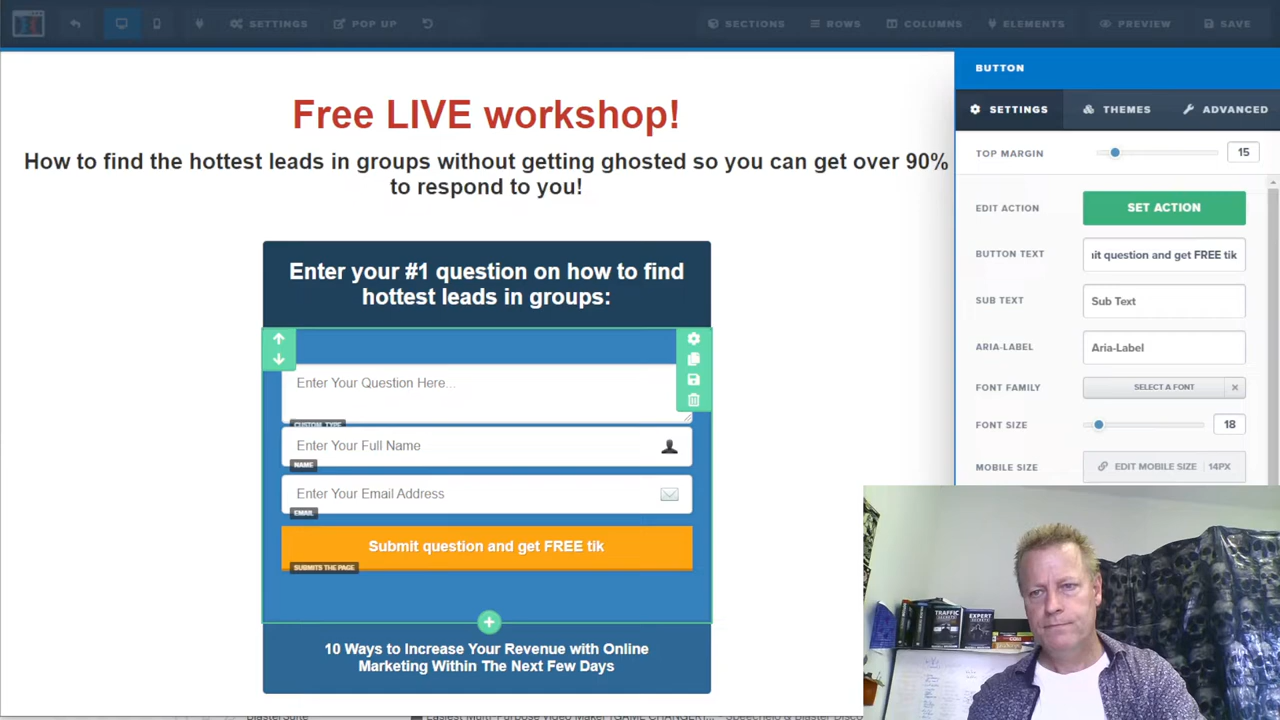 SETTINGS
POP UP
SECTIONS
ROWS
COLUMNS
ELEMENTS
PREVIEW
SAVE
BUTTON
SETTINGS
THEMES
ADVANCED
TOP MARGIN
15
EDIT ACTION
SET ACTION
BUTTON TEXT
iit question and get FREE tik
SUB TEXT
Sub Text
ARIA-LABEL
Aria-Label
FONT FAMILY
SELECT A FONT
FONT SIZE
18
MOBILE SIZE
EDIT MOBILE SIZE
14PX
Free LIVE workshop!
How to find the hottest leads in groups without getting ghosted so you can get over 90%
to respond to you!
Enter your #1 question on how to find
hottest leads in groups:
Enter Your Question Here...
CUSTOM_TYPE
Enter Your Full Name
NAME
Enter Your Email Address
EMAIL
Submit question and get FREE tik
SUBMITS THE PAGE
10 Ways to Increase Your Revenue with Online
Marketing Within The Next Few Days
TRAFFIC
SECRETS
EXPERT
SECRETS